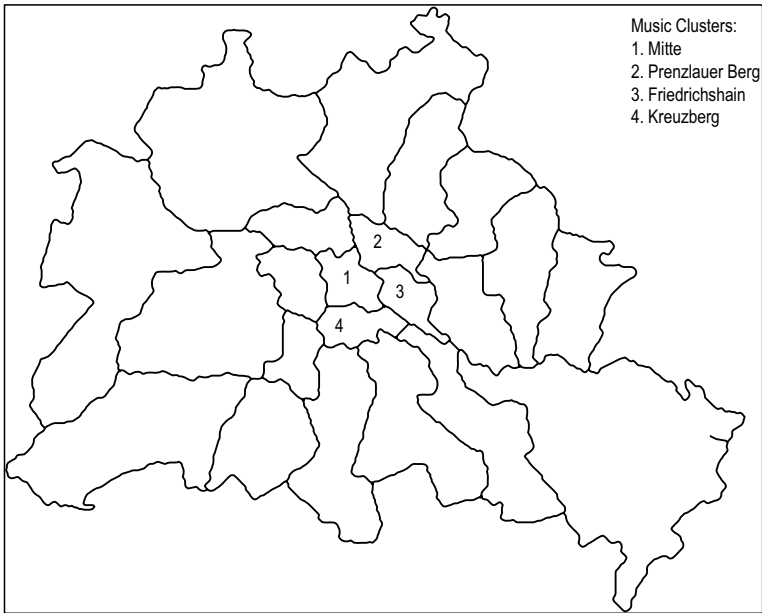 Music Clusters:
1. Mitte
2. Prenzlauer Berg
3. Friedrichshain
4. Kreuzberg
2
1
3
4